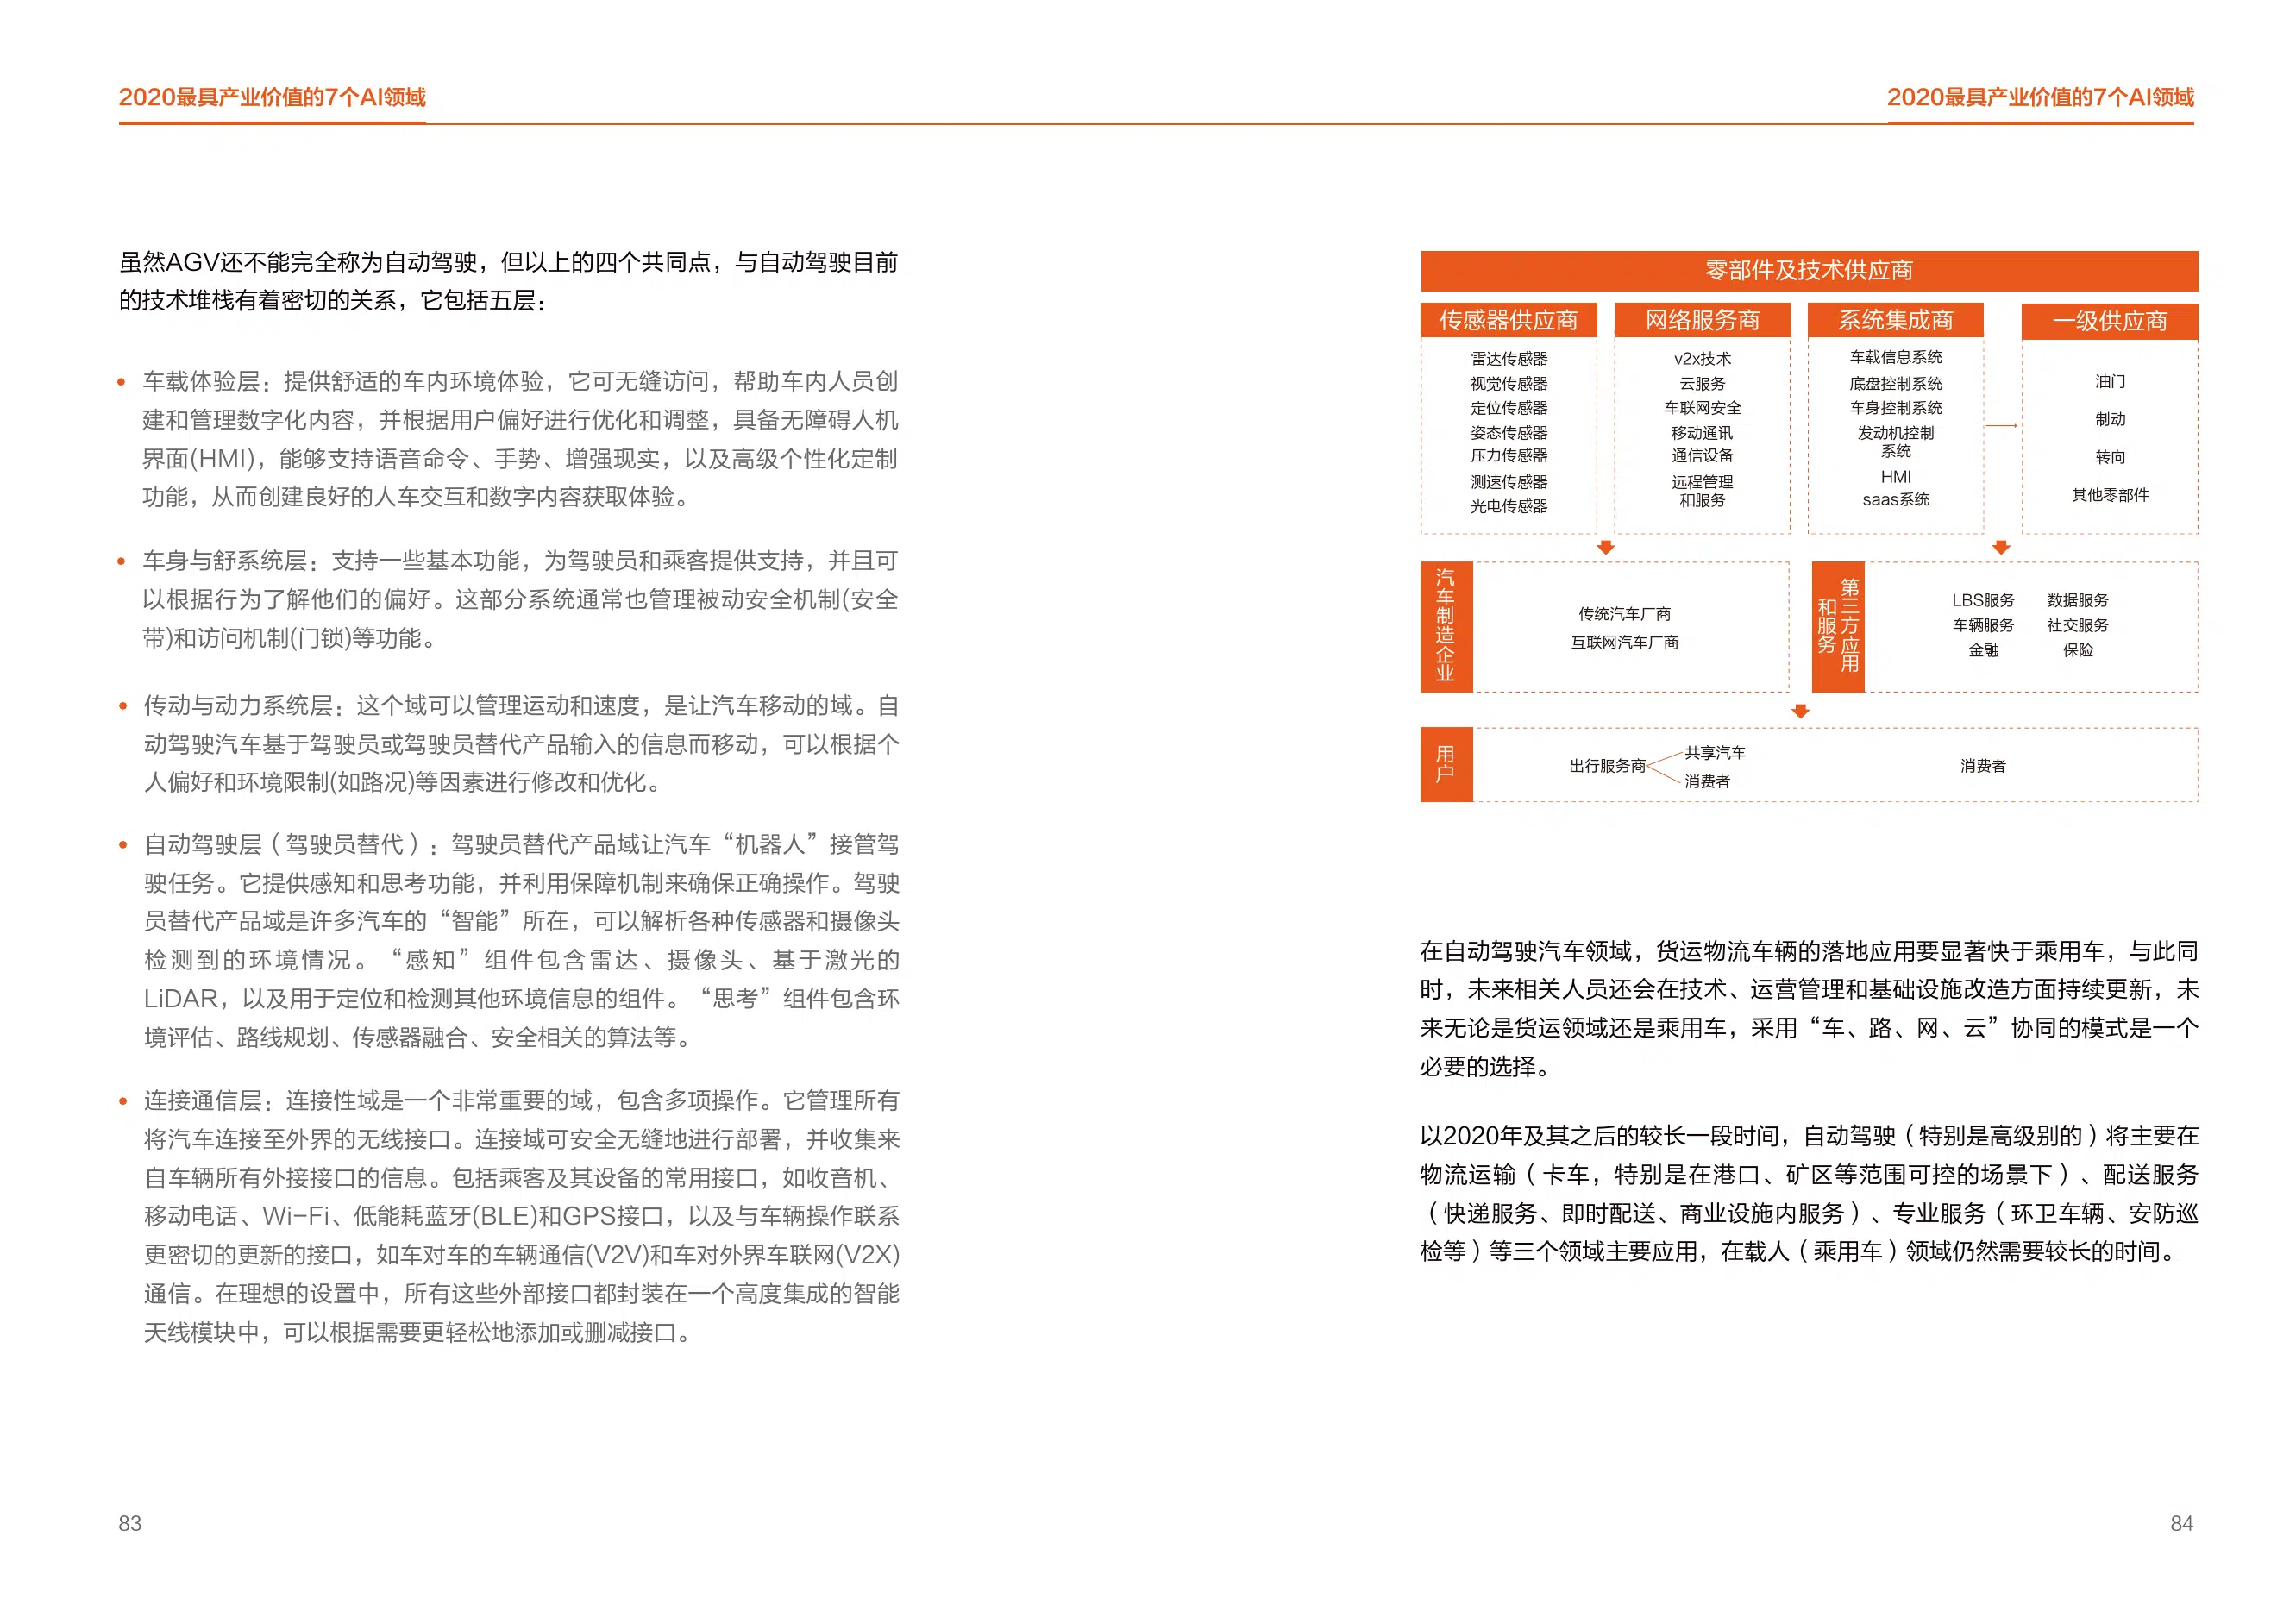 2020最具产业价值的7个AI领域
2020最具产业价值的7个AI领域
虽然AGV还不能完全称为自动驾驶，但以上的四个共同点，与自动驾驶目前
的技术堆栈有着密切的关系，它包括五层：
• 车载体验层：提供舒适的车内环境体验，它可无缝访问，帮助车内人员创
建和管理数字化内容，并根据用户偏好进行优化和调整，具备无障碍人机
界面(HMI)，能够支持语音命令、手势、增强现实，以及高级个性化定制
功能，从而创建良好的人车交互和数字内容获取体验。
• 车身与舒系统层：支持一些基本功能，为驾驶员和乘客提供支持，并且可
以根据行为了解他们的偏好。这部分系统通常也管理被动安全机制(安全
带)和访问机制(门锁)等功能。
• 传动与动力系统层：这个域可以管理运动和速度，是让汽车移动的域。自
动驾驶汽车基于驾驶员或驾驶员替代产品输入的信息而移动，可以根据个
人偏好和环境限制(如路况)等因素进行修改和优化。
• 自动驾驶层（驾驶员替代）：驾驶员替代产品域让汽车“机器人”接管驾
驶任务。它提供感知和思考功能，并利用保障机制来确保正确操作。驾驶
员替代产品域是许多汽车的“智能”所在，可以解析各种传感器和摄像头
检测到的环境情况。“感知”组件包含雷达、摄像头、基于激光的
LiDAR，以及用于定位和检测其他环境信息的组件。“思考”组件包含环
境评估、路线规划、传感器融合、安全相关的算法等。
• 连接通信层：连接性域是一个非常重要的域，包含多项操作。它管理所有
将汽车连接至外界的无线接口。连接域可安全无缝地进行部署，并收集来
自车辆所有外接接口的信息。包括乘客及其设备的常用接口，如收音机、
移动电话、Wi-Fi、低能耗蓝牙(BLE)和GPS接口，以及与车辆操作联系
更密切的更新的接口，如车对车的车辆通信(V2V)和车对外界车联网(V2X)
通信。在理想的设置中，所有这些外部接口都封装在一个高度集成的智能
天线模块中，可以根据需要更轻松地添加或删减接口。
83
零部件及技术供应商
传感器供应商
雷达传感器
视觉传感器
定位传感器
姿态传感器
压力传感器
测速传感器
光电传感器
网络服务商
v2x技术
云服务
车联网安全
移动通讯
通信设备
远程管理
和服务
系统集成商
车载信息系统
底盘控制系统
车身控制系统
发动机控制
系统
HMI
saas系统
一级供应商
油门
制动
转向
其他零部件
汽车制造企业
传统汽车厂商
互联网汽车厂商
第三方应用
和服务
LBS服务 数据服务
车辆服务 社交服务
金融 保险
用户
出行服务商
共享汽车
消费者
消费者
在自动驾驶汽车领域，货运物流车辆的落地应用要显著快于乘用车，与此同
时，未来相关人员还会在技术、运营管理和基础设施改造方面持续更新，未
来无论是货运领域还是乘用车，采用“车、路、网、云”协同的模式是一个
必要的选择。
以2020年及其之后的较长一段时间，自动驾驶（特别是高级别的）将主要在
物流运输（卡车，特别是在港口、矿区等范围可控的场景下）、配送服务
（快递服务、即时配送、商业设施内服务）、专业服务（环卫车辆、安防巡
检等）等三个领域主要应用，在载人（乘用车）领域仍然需要较长的时间。
84